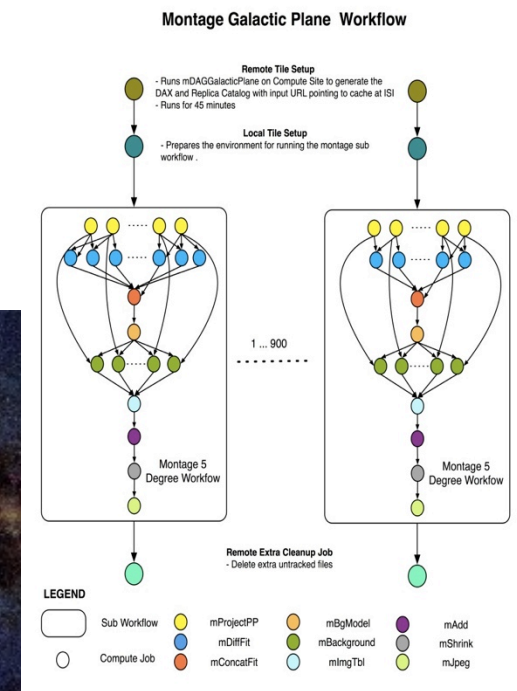 Montage Galactic Plane Workflow
Remote Tile Setup
- Runs mDAGGalacticPlane on Compute Site to generate the
DAX and Replica Catalog with input URL pointing to cache at ISI
- Runs for 45 minutes
Local Tile Setup
- Prepares the environment for running the montage sub
workflow .
1 ... 900
Montage 5
Degree Workfow
Montage 5
Degree Workfow
Remote Extra Cleanup Job
- Delete extra untracked files
LEGEND
Sub Workflow mProjectPP mBgModel mAdd
mDiffFit mBackground mShrink
Compute Job mConcatFit mImgTbl mJpeg